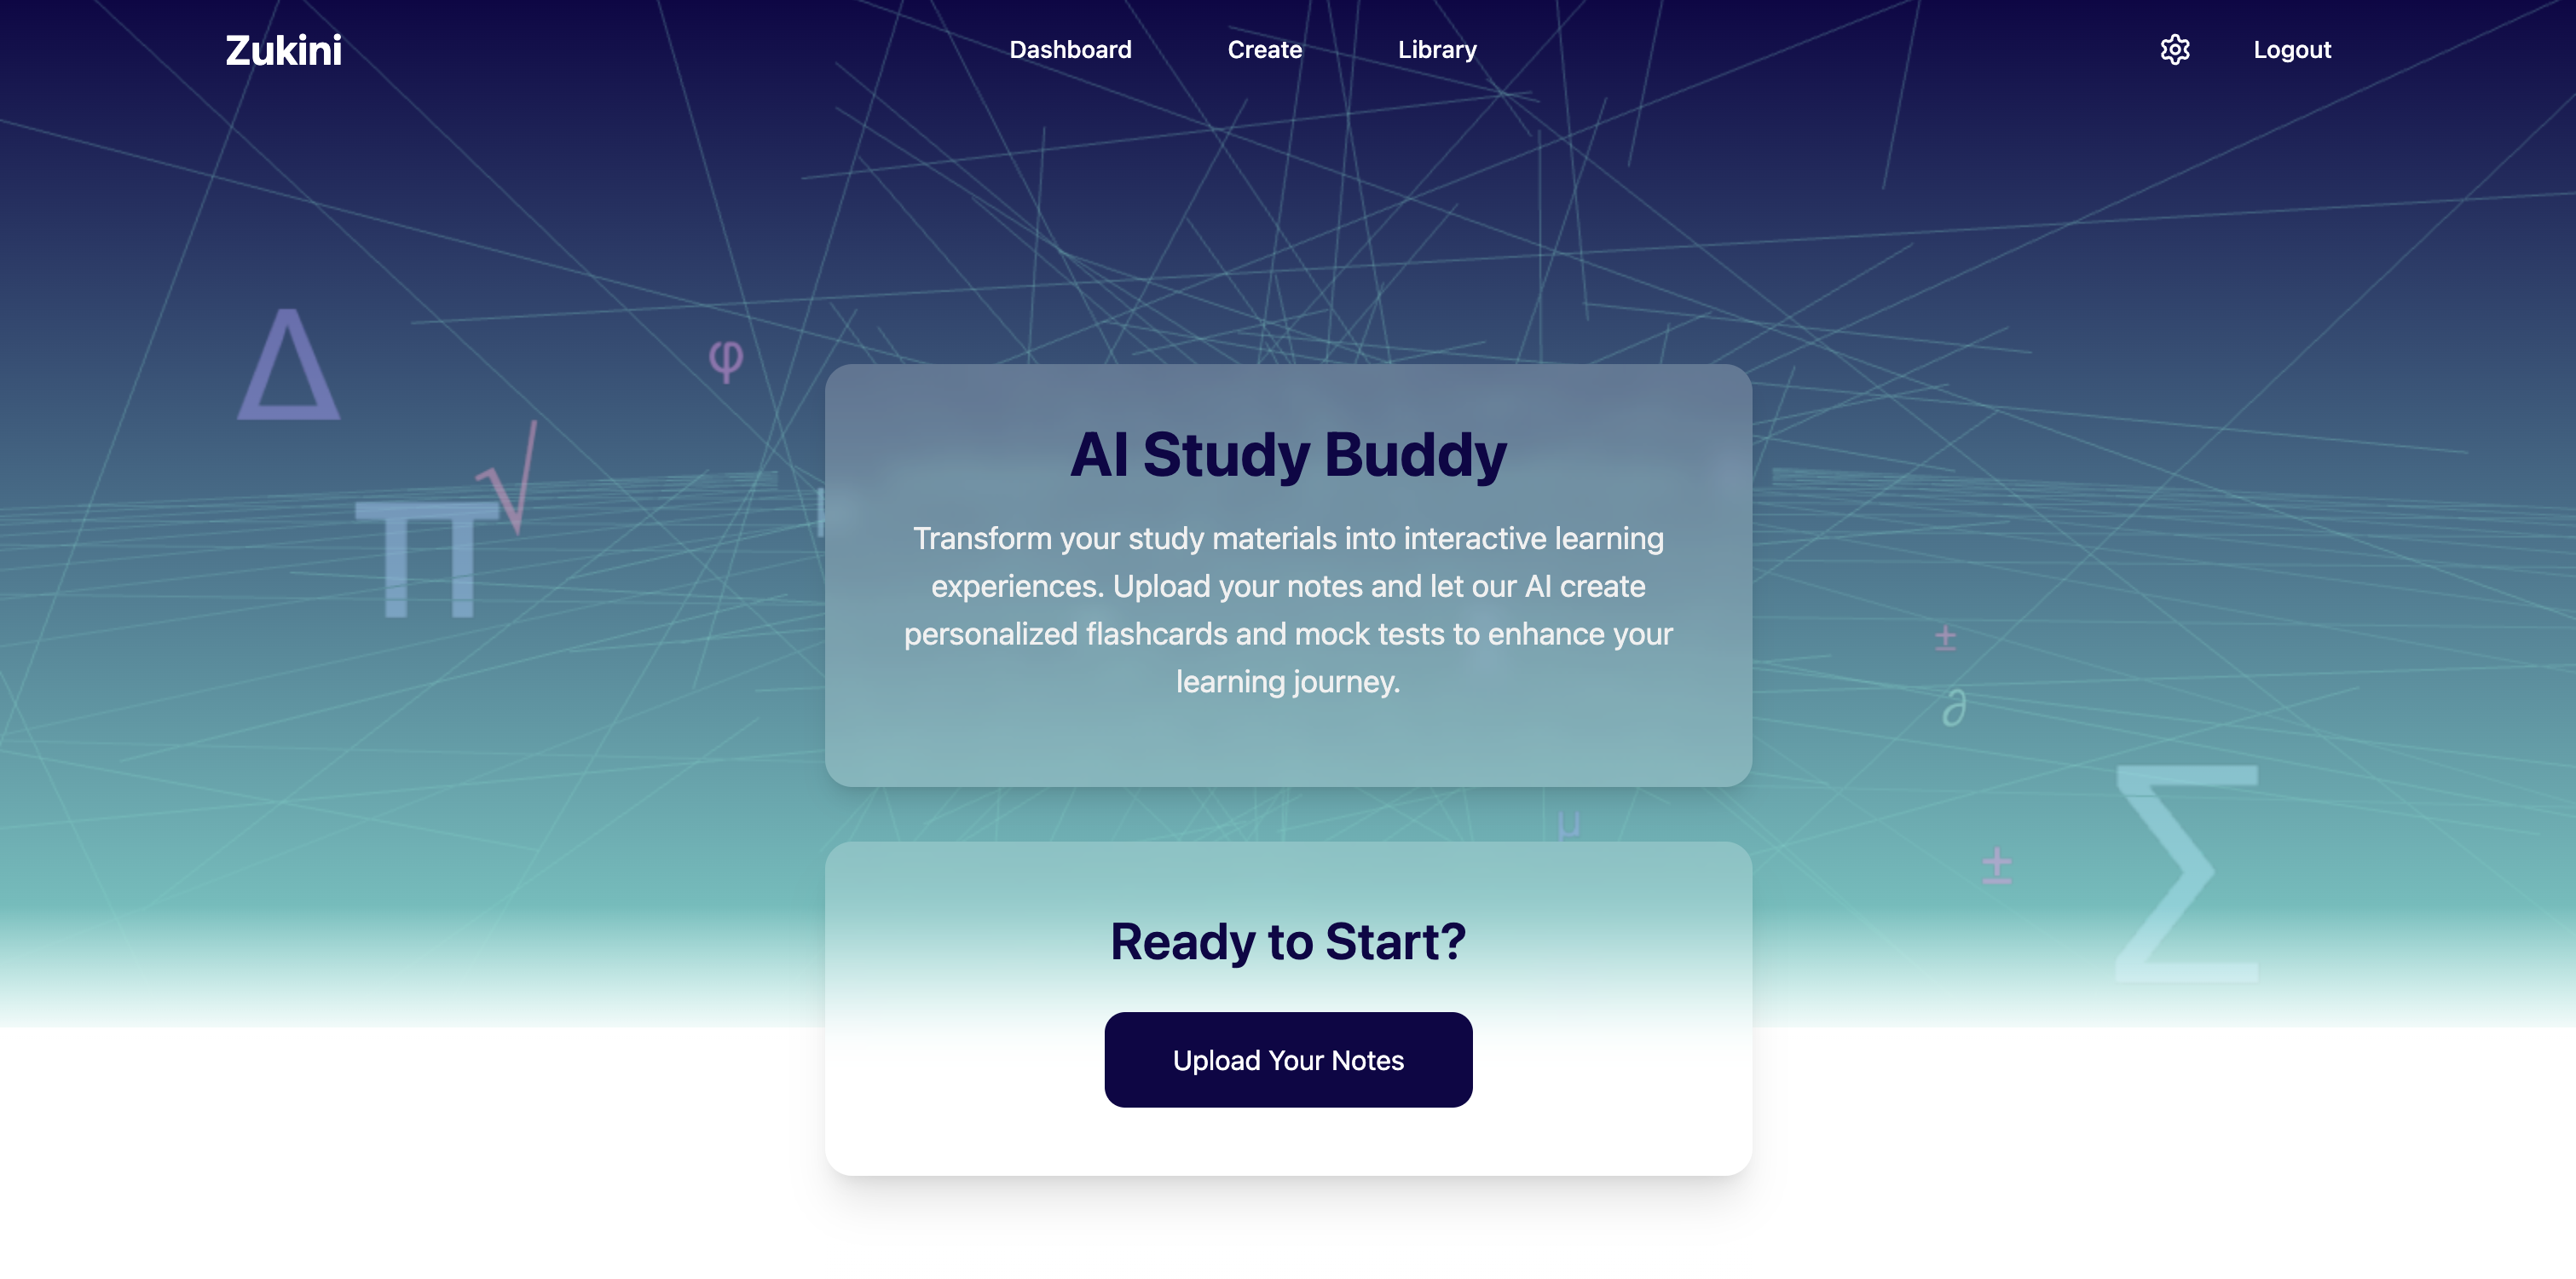 Zukini
Dashboard
Create
Library
Logout
Δ
φ
√
π
AI Study Buddy
Transform your study materials into interactive learning
experiences. Upload your notes and let our AI create
personalized flashcards and mock tests to enhance your
learning journey.
±
∂
μ
±
Σ
Ready to Start?
Upload Your Notes